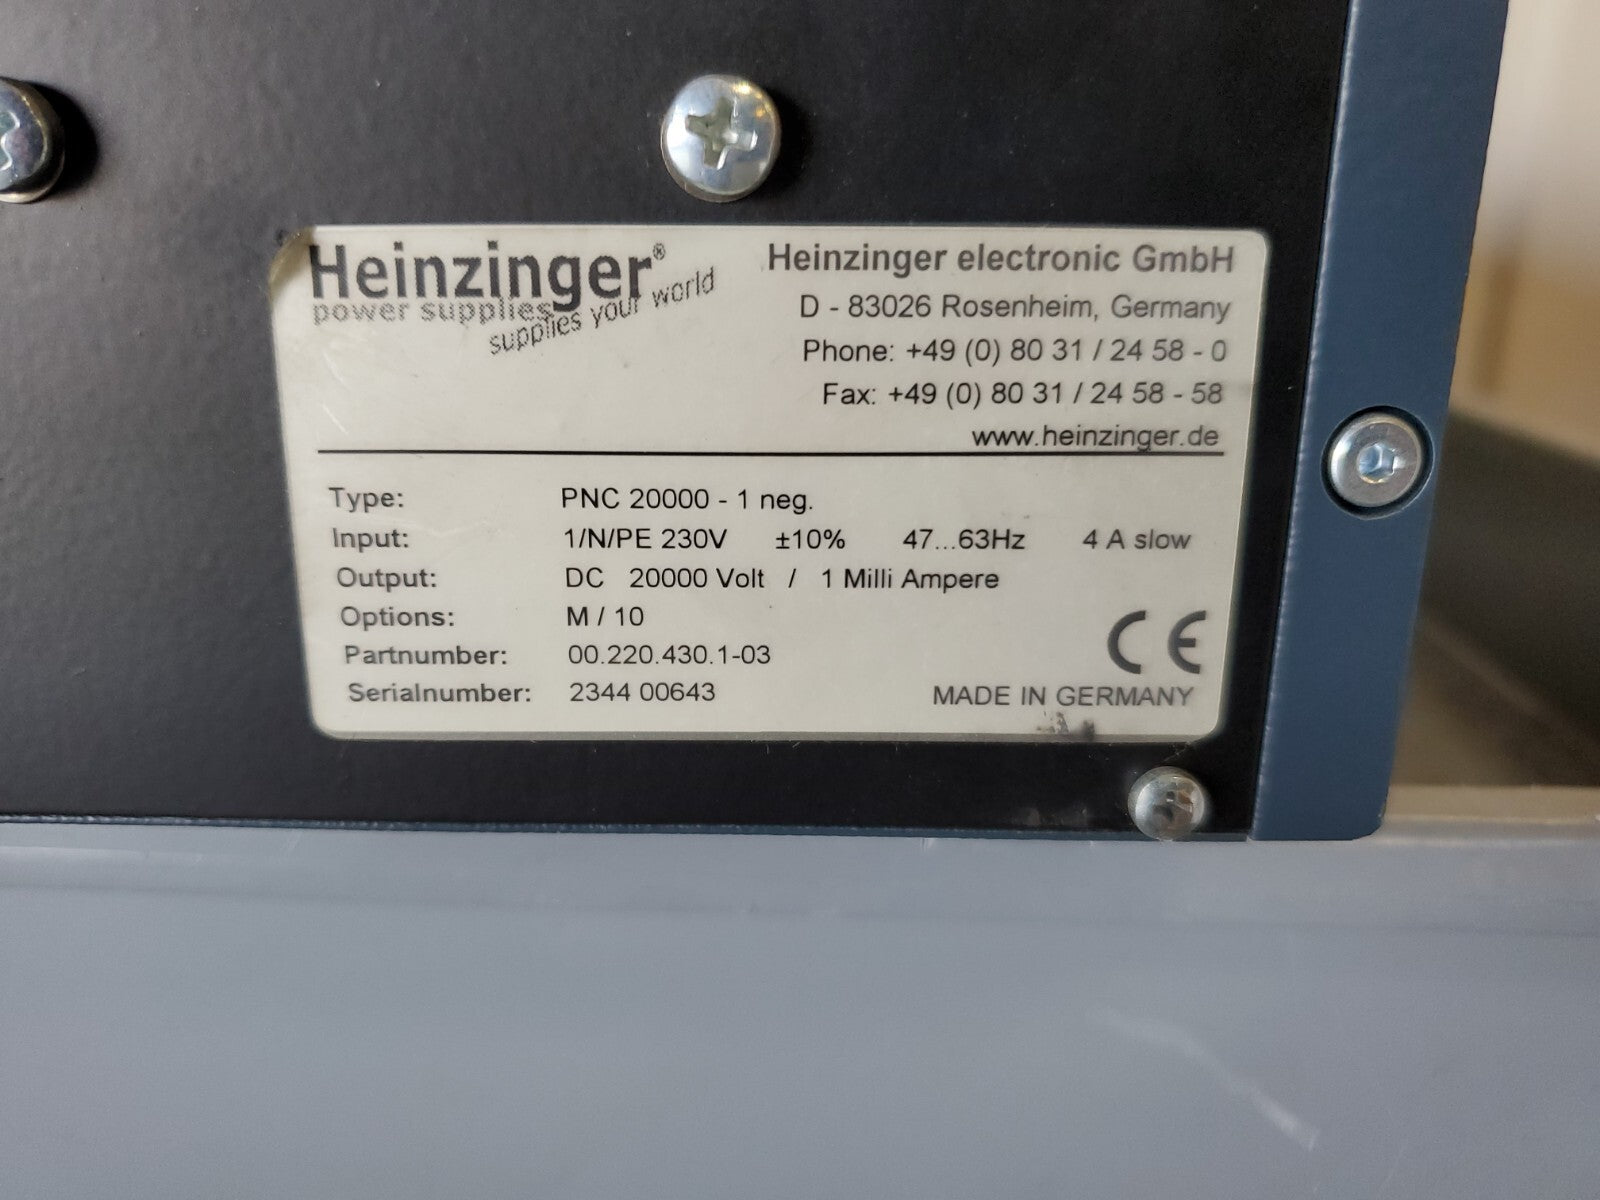 Heinzinger®
power supplies
supplies your world
Heinzinger electronic GmbH
D - 83026 Rosenheim, Germany
Phone: +49 (0) 80 31 / 24 58 - 0
Fax: +49 (0) 80 31 / 24 58 - 58
www.heinzinger.de
Type: PNC 20000 - 1 neg.
Input: 1/N/PE 230V ±10% 47...63Hz 4 A slow
Output: DC 20000 Volt / 1 Milli Ampere
Options: M / 10
Partnumber: 00.220.430.1-03
Serialnumber: 2344 00643
CE
MADE IN GERMANY